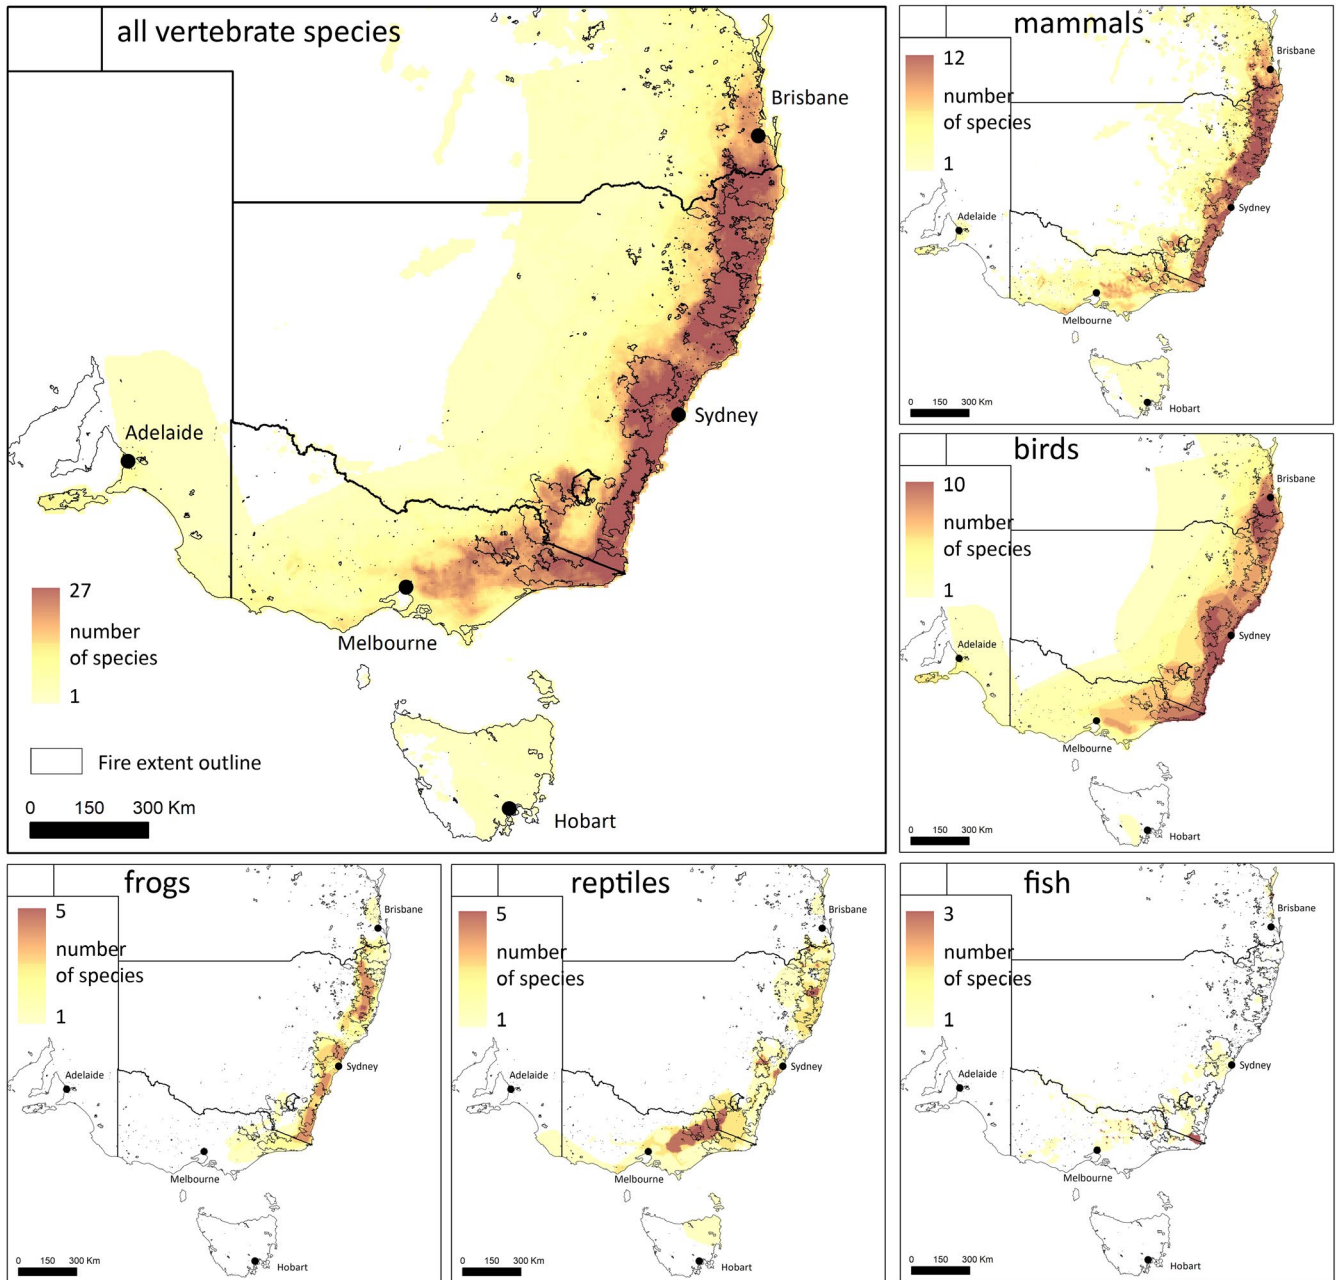 all vertebrate species
Brisbane
Sydney
Adelaide
Melbourne
Hobart
27
number
of species
1
Fire extent outline
0 150 300 Km
mammals
12
number
of species
1
Brisbane
Sydney
Adelaide
Melbourne
Hobart
0 150 300 Km
birds
10
number
of species
1
Brisbane
Sydney
Adelaide
Melbourne
Hobart
0 150 300 Km
frogs
5
number
of species
1
Brisbane
Sydney
Adelaide
Melbourne
Hobart
0 150 300 Km
reptiles
5
number
of species
1
Brisbane
Sydney
Adelaide
Melbourne
Hobart
0 150 300 Km
fish
3
number
of species
1
Brisbane
Sydney
Adelaide
Melbourne
Hobart
0 150 300 Km